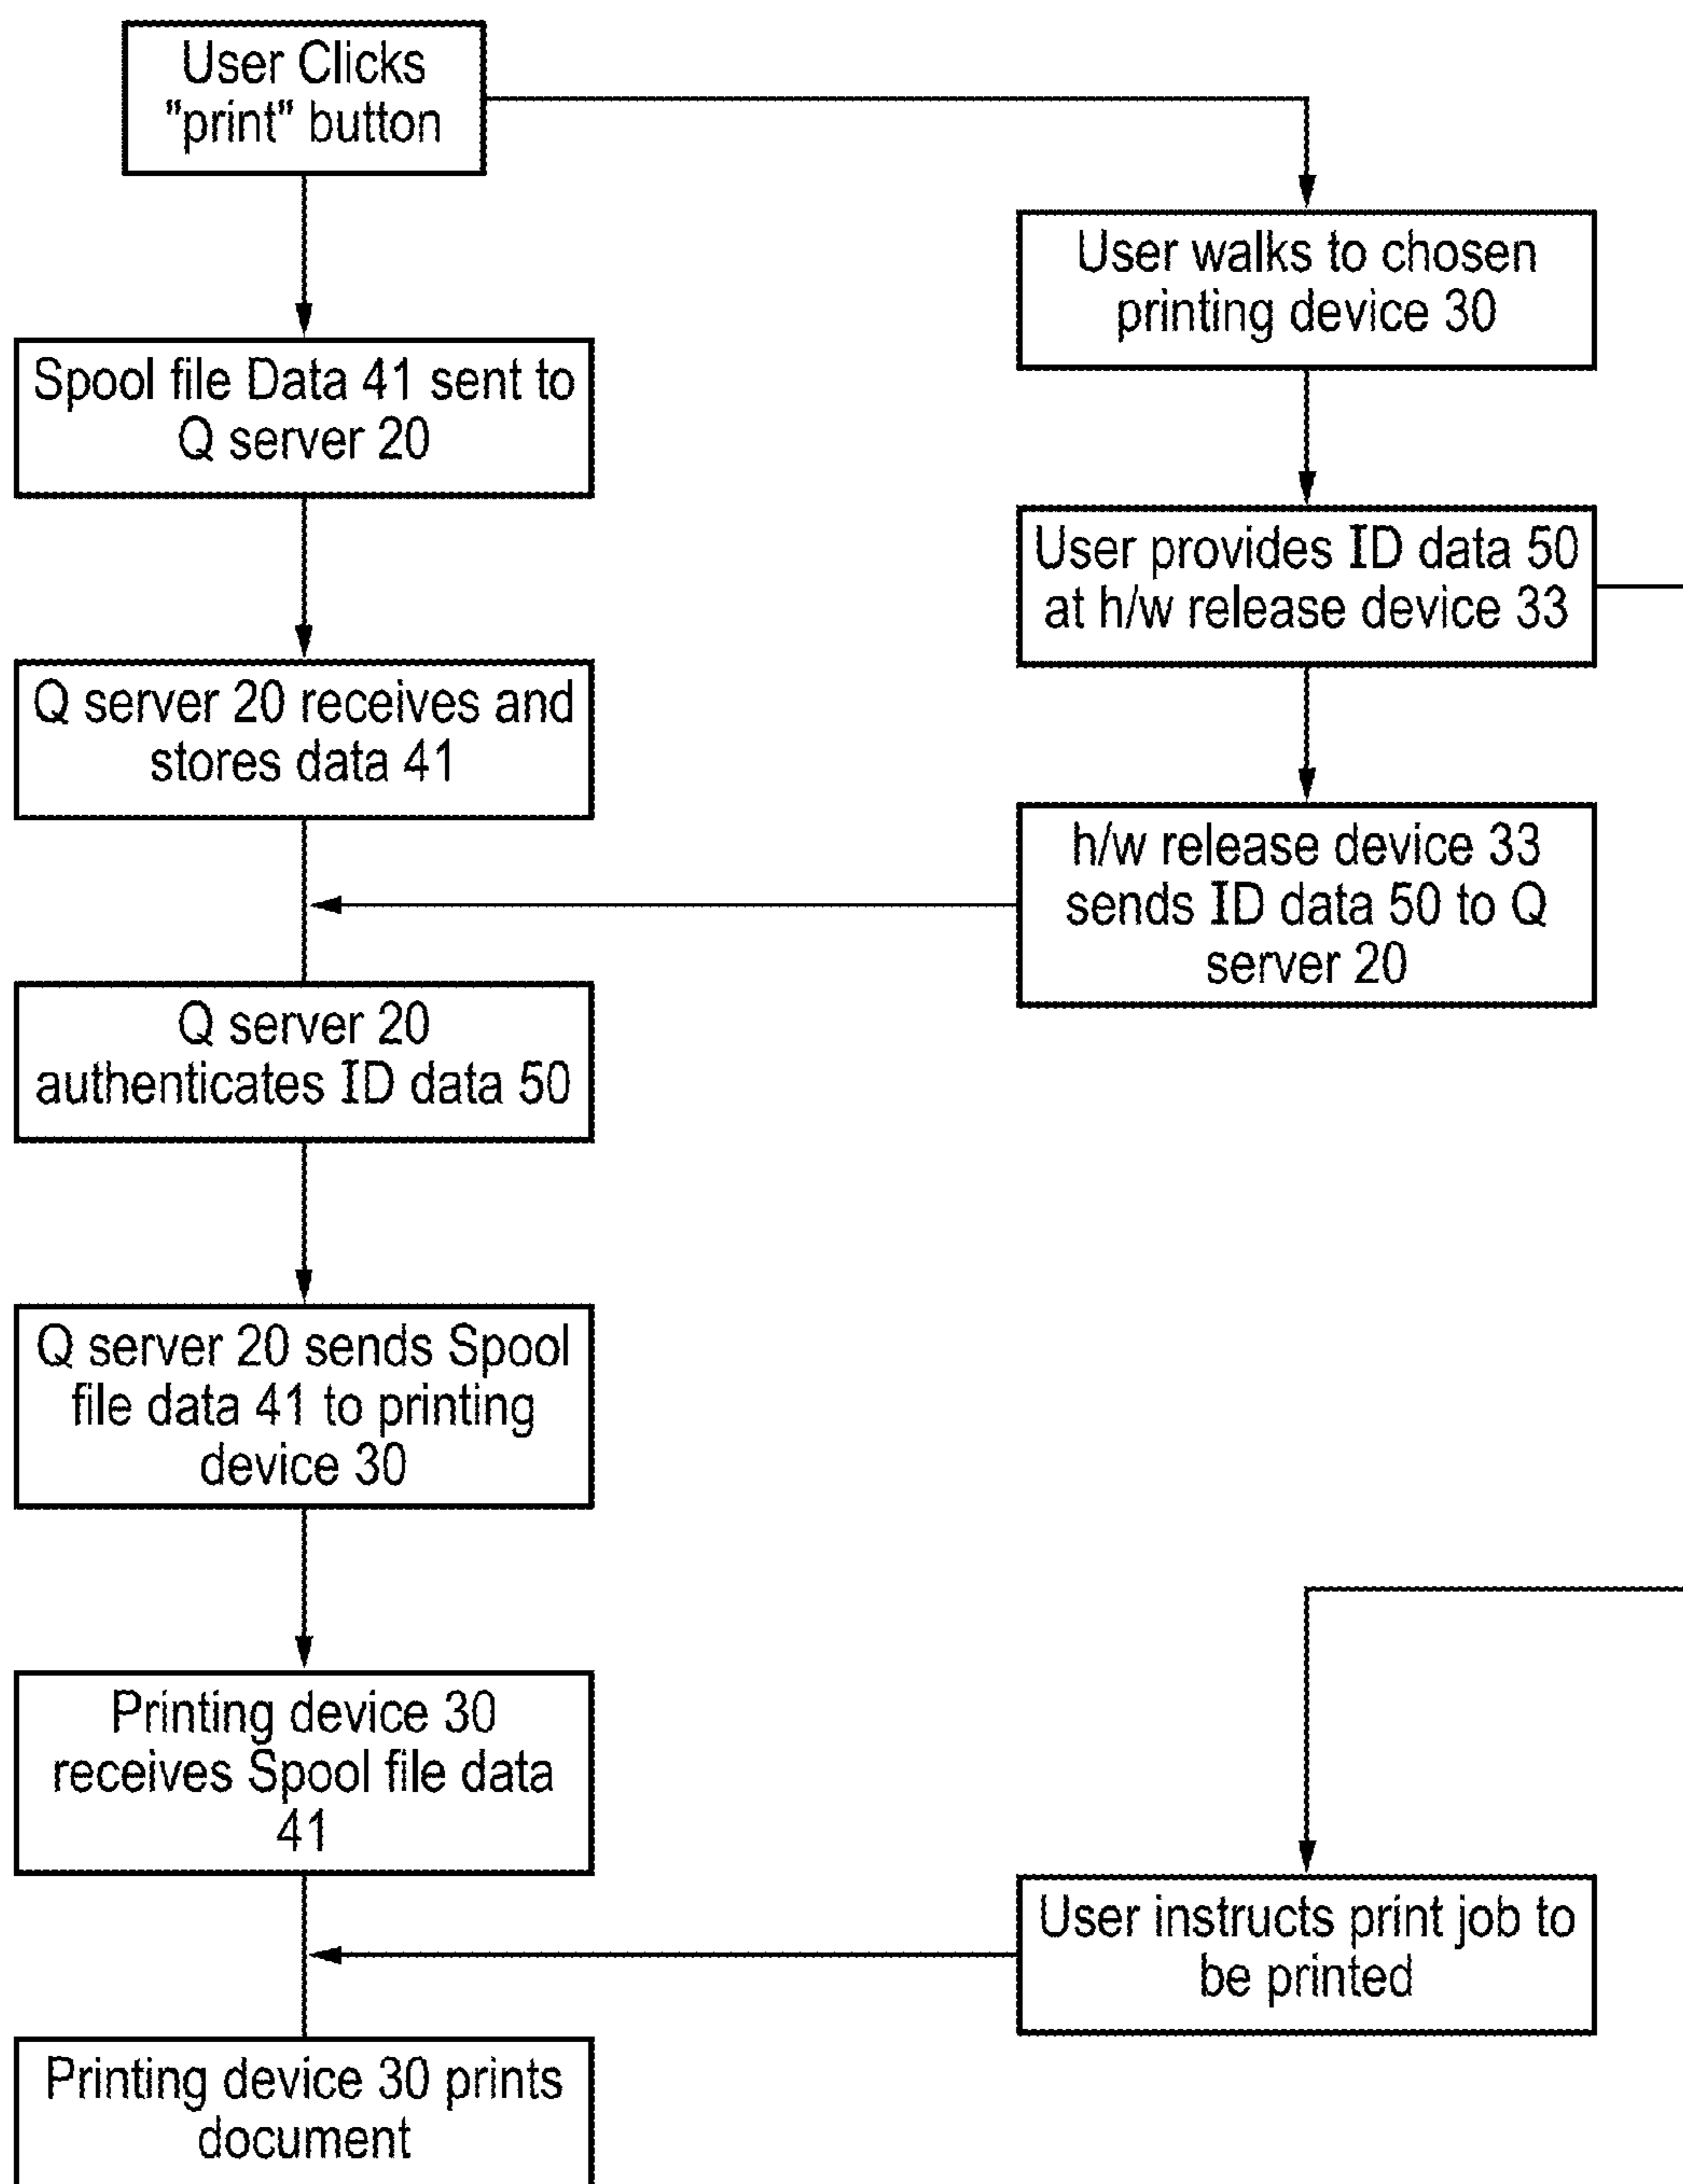 User Clicks
"print" button
Spool file Data 41 sent to
Q server 20
Q server 20 receives and
stores data 41
Q server 20
authenticates ID data 50
Q server 20 sends Spool
file data 41 to printing
device 30
Printing device 30
receives Spool file data
41
Printing device 30 prints
document
User walks to chosen
printing device 30
User provides ID data 50
at h/w release device 33
h/w release device 33
sends ID data 50 to Q
server 20
User instructs print job to
be printed